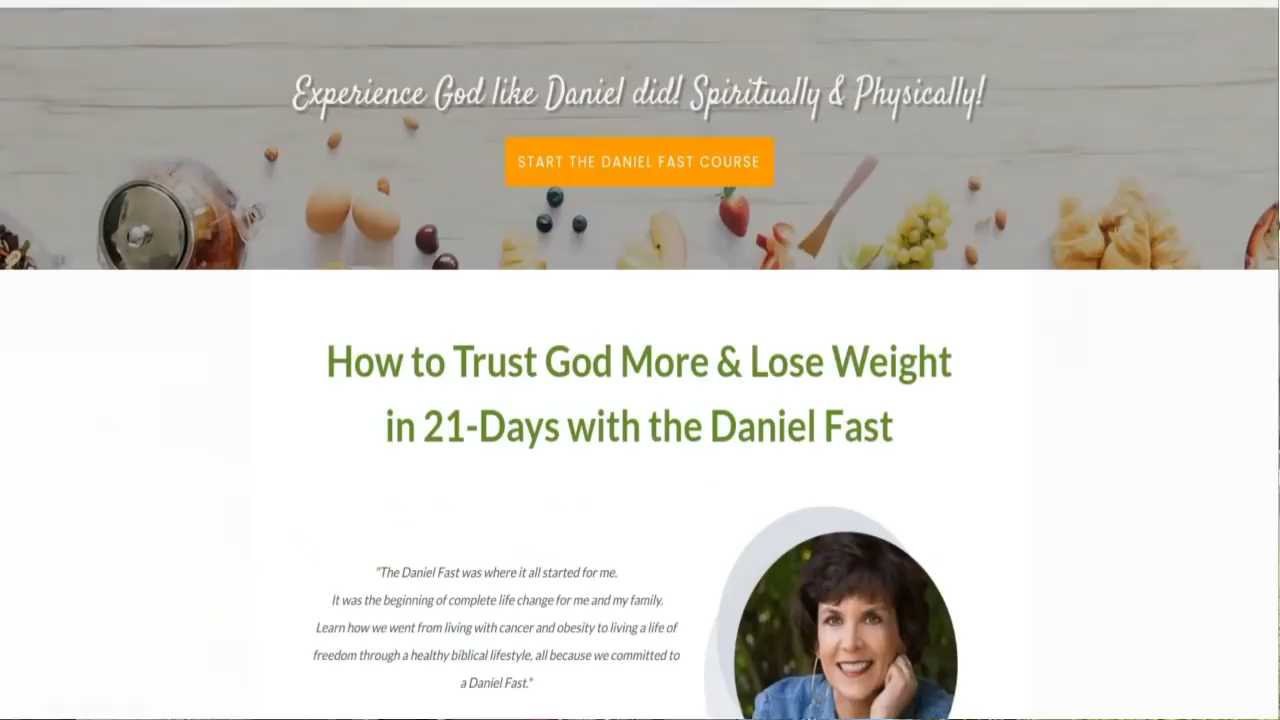 Experience God like Daniel did! Spiritually & Physically!
START THE DANIEL FAST COURSE
How to Trust God More & Lose Weight
in 21-Days with the Daniel Fast
"The Daniel Fast was where it all started for me.
It was the beginning of complete life change for me and my family.
Learn how we went from living with cancer and obesity to living a life of
freedom through a healthy biblical lifestyle, all because we committed to
a Daniel Fast."